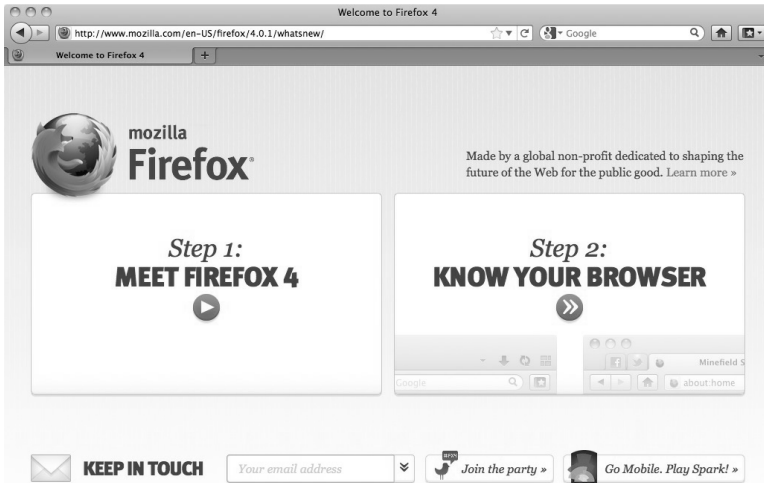 Welcome to Firefox 4
http://www.mozilla.com/en-US/firefox/4.0.1/whatsnew/
Google
Welcome to Firefox 4
mozilla
Firefox®
Made by a global non-profit dedicated to shaping the
future of the Web for the public good. Learn more »
Step 1:
MEET FIREFOX 4
Step 2:
KNOW YOUR BROWSER
Minefield S
Google
about:home
KEEP IN TOUCH
Your email address
Join the party »
Go Mobile. Play Spark! »